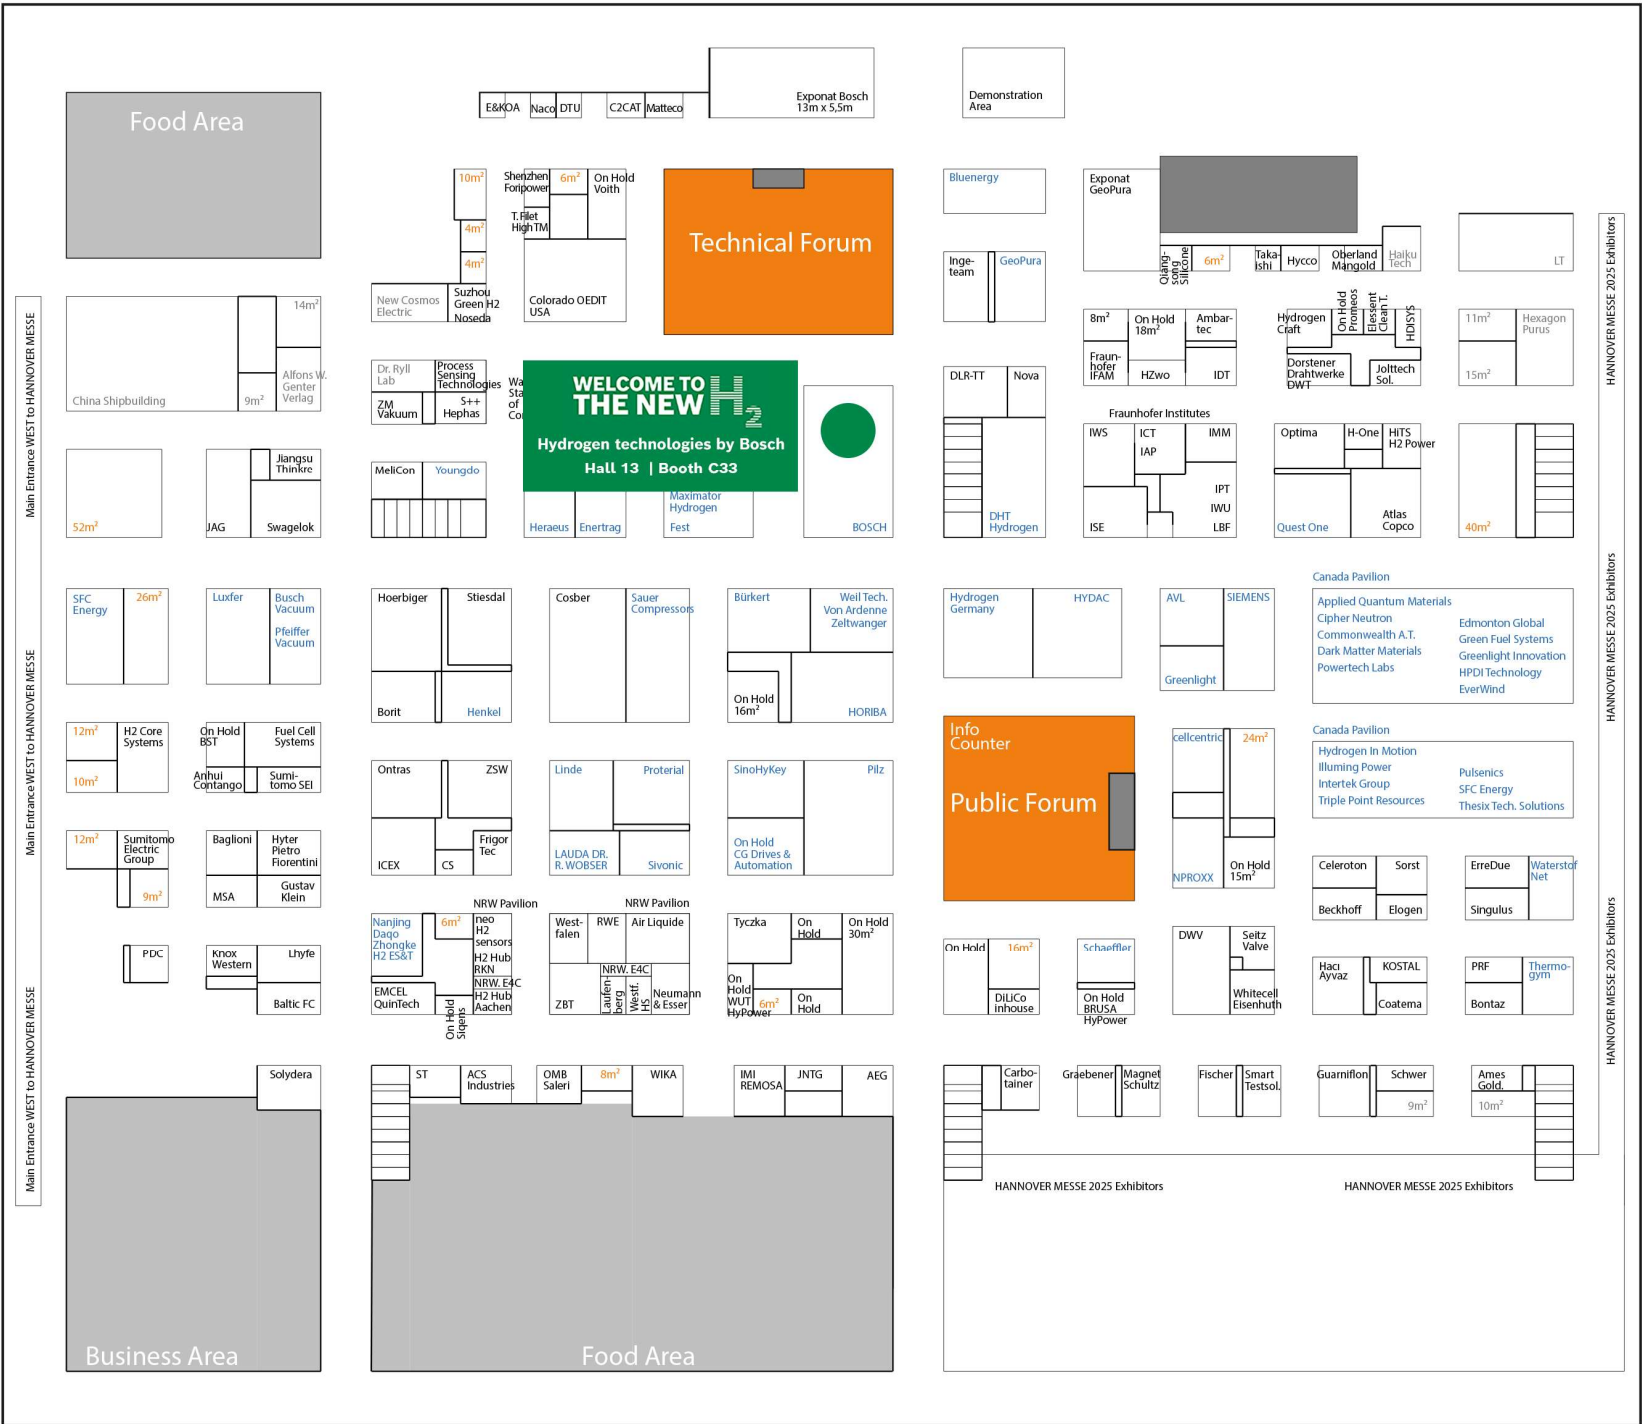 Exponat Bosch
13m x 5,5m
Demonstration
Area
E&KOA
Naco
DTU
C2CAT
Matteco
Food Area
10m²
4m²
4m²
Shenzhen
Foripower
6m²
On Hold
Voith
T. Filet
High TM
Colorado OEDIT
USA
Technical Forum
Bluenergy
Exponat
GeoPura
Inge-
team
GeoPura
Qiang-
song
Silicone
6m²
Taka-
ishi
Hycco
Oberland
Mangold
Haiku
Tech
LT
New Cosmos
Electric
Suzhou
Green H2
Noseda
14m²
China Shipbuilding
9m²
Alfons W.
Genter
Verlag
8m²
On Hold
18m²
Ambar-
tec
Fraun-
hofer
IFAM
HZwo
IDT
Hydrogen
Craft
On Hold
Promeos
Elessent
Clean T.
HDISYS
Dorstener
Drahtwerke
DWT
Jolttech
Sol.
11m²
Hexagon
Purus
15m²
Dr. Ryll
Lab
Process
Sensing
Technologies
ZM
Vakuum
S++
Hephas
Wa
Sta
of
Co
WELCOME TO
THE NEW H2
Hydrogen technologies by Bosch
Hall 13 | Booth C33
DLR-TT
Nova
DHT
Hydrogen
Fraunhofer Institutes
IWS
ICT
IAP
IMM
IPT
IWU
LBF
ISE
Optima
H-One
HiTS
H2 Power
Quest One
Atlas
Copco
40m²
52m²
JAG
Jiangsu
Thinkre
Swagelok
MeliCon
Youngdo
Heraeus
Enertrag
Maximator
Hydrogen
Fest
BOSCH
SFC
Energy
26m²
Luxfer
Busch
Vacuum
Pfeiffer
Vacuum
Hoerbiger
Stiesdal
Borit
Henkel
Cosber
Sauer
Compressors
Bürkert
Weil Tech.
Von Ardenne
Zeltwanger
On Hold
16m²
HORIBA
Hydrogen
Germany
HYDAC
AVL
SIEMENS
Greenlight
Canada Pavilion
Applied Quantum Materials
Cipher Neutron
Commonwealth A.T.
Dark Matter Materials
Powertech Labs
Edmonton Global
Green Fuel Systems
Greenlight Innovation
HPDI Technology
EverWind
12m²
10m²
H2 Core
Systems
On Hold
BST
Fuel Cell
Systems
Anhui
Contango
Sumi-
tomo SEI
Ontras
ZSW
ICEX
CS
Frigor
Tec
Linde
Proterial
LAUDA DR.
R. WOBSER
Sivonic
SinoHyKey
Pilz
On Hold
CG Drives &
Automation
Info
Counter
Public Forum
cellcentric
24m²
NPROXX
On Hold
15m²
Canada Pavilion
Hydrogen In Motion
Illuming Power
Intertek Group
Triple Point Resources
Pulsenics
SFC Energy
Thesix Tech. Solutions
12m²
Sumitomo
Electric
Group
9m²
Baglioni
Hyter
Pietro
Fiorentini
MSA
Gustav
Klein
Celeroton
Sorst
Beckhoff
Elogen
ErreDue
Waterstof
Net
Singulus
NRW Pavilion
NRW Pavilion
Nanjing
Daqo
Zhongke
H2 ES&T
6m²
neo
H2
sensors
H2 Hub
RKN
NRW. E4C
H2 Hub
Aachen
EMCEL
QuinTech
On Hold
Siqens
West-
falen
RWE
Air Liquide
NRW. E4C
ZBT
Laufen-
berg
Westf.
HS
Neumann
& Esser
Tyczka
On
Hold
On Hold
30m²
On
Hold
WUT
HyPower
6m²
On
Hold
On Hold
16m²
DiLiCo
inhouse
Schaeffler
On Hold
BRUSA
HyPower
DWV
Seitz
Valve
Whitecell
Eisenhuth
Hacı
Ayvaz
KOSTAL
Coatema
PRF
Thermo-
gym
Bontaz
PDC
Knox
Western
Lhyfe
Baltic FC
Solydera
ST
ACS
Industries
OMB
Saleri
8m²
WIKA
IMI
REMOSA
JNTG
AEG
Carbo-
tainer
Graebener
Magnet
Schultz
Fischer
Smart
Testsol.
Guarniflon
Schwer
9m²
Ames
Gold.
10m²
HANNOVER MESSE 2025 Exhibitors
HANNOVER MESSE 2025 Exhibitors
Business Area
Food Area
Main Entrance WEST to HANNOVER MESSE
Main Entrance WEST to HANNOVER MESSE
Main Entrance WEST to HANNOVER MESSE
HANNOVER MESSE 2025 Exhibitors
HANNOVER MESSE 2025 Exhibitors
HANNOVER MESSE 2025 Exhibitors